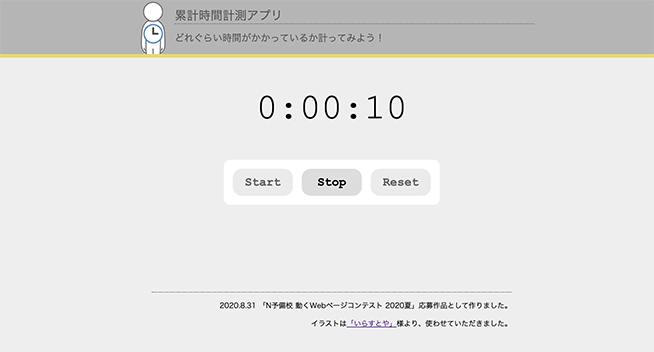 累計時間計測アプリ
どれぐらい時間がかかっているか計ってみよう！
0:00:10
Start Stop Reset
2020.8.31 「N予備校 動くWebページコンテスト 2020夏」応募作品として作りました。
イラストは「いらすとや」様より、使わせていただきました。